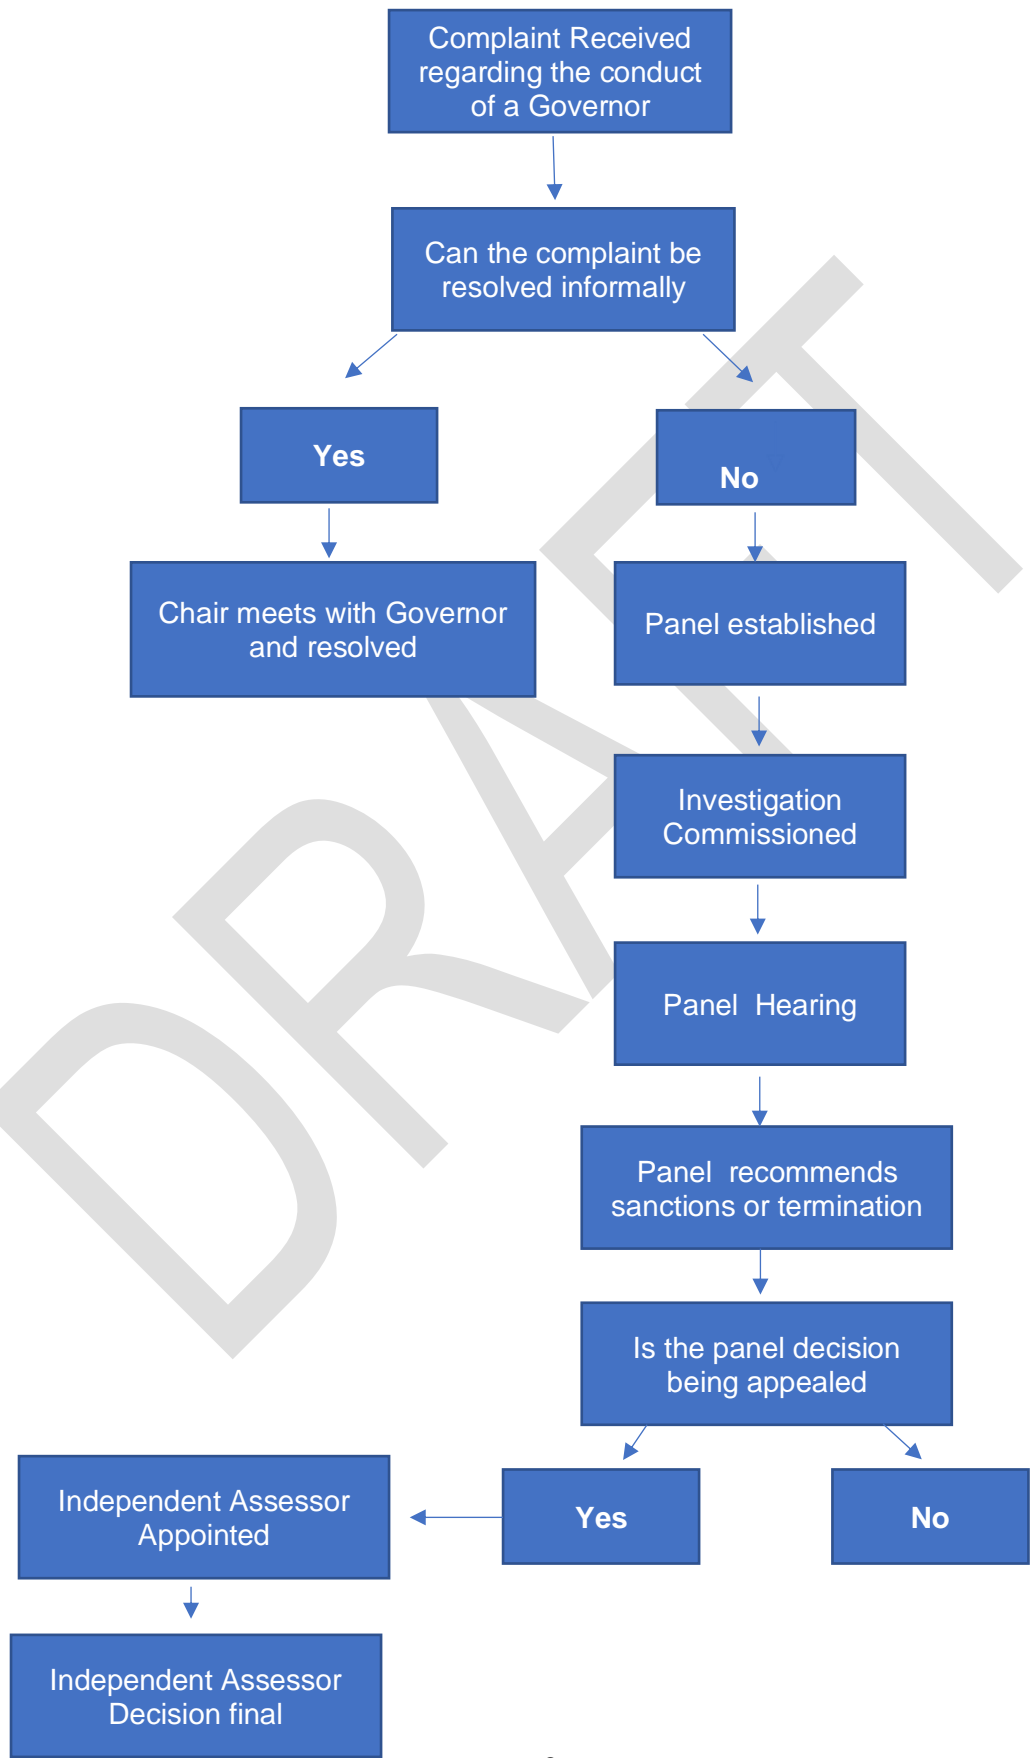 Complaint Received
regarding the conduct
of a Governor
Can the complaint be
resolved informally
Yes
No
Chair meets with Governor
and resolved
Panel established
Investigation
Commissioned
Panel  Hearing
Panel  recommends
sanctions or termination
Is the panel decision
being appealed
Independent Assessor
Appointed
Yes
No
Independent Assessor
Decision final
DRAFT